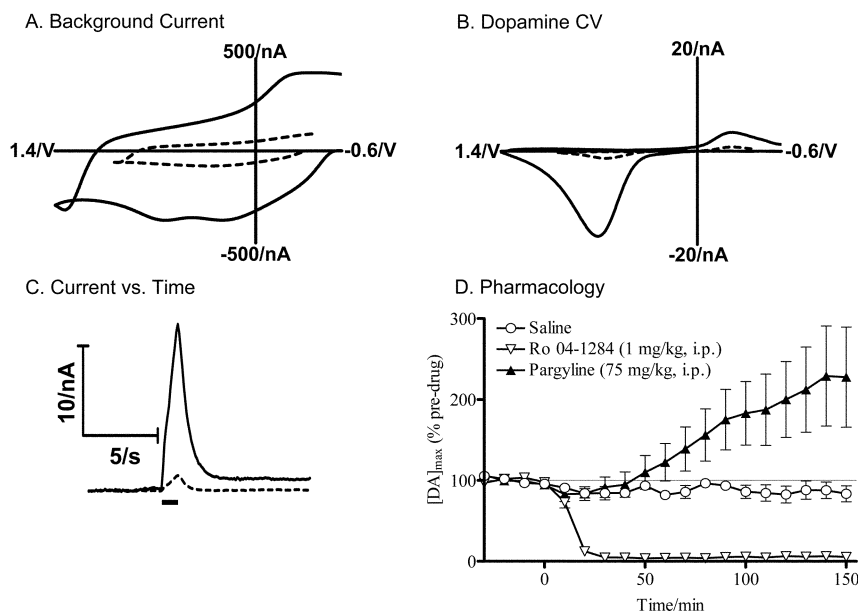 A. Background Current
500/nA
1.4/V
-0.6/V
-500/nA
B. Dopamine CV
20/nA
1.4/V
-0.6/V
-20/nA
C. Current vs. Time
10/nA
5/s
D. Pharmacology
Saline
Ro 04-1284 (1 mg/kg, i.p.)
Pargyline (75 mg/kg, i.p.)
[DA]max (% pre-drug)
300
200
100
0
0
50
100
150
Time/min